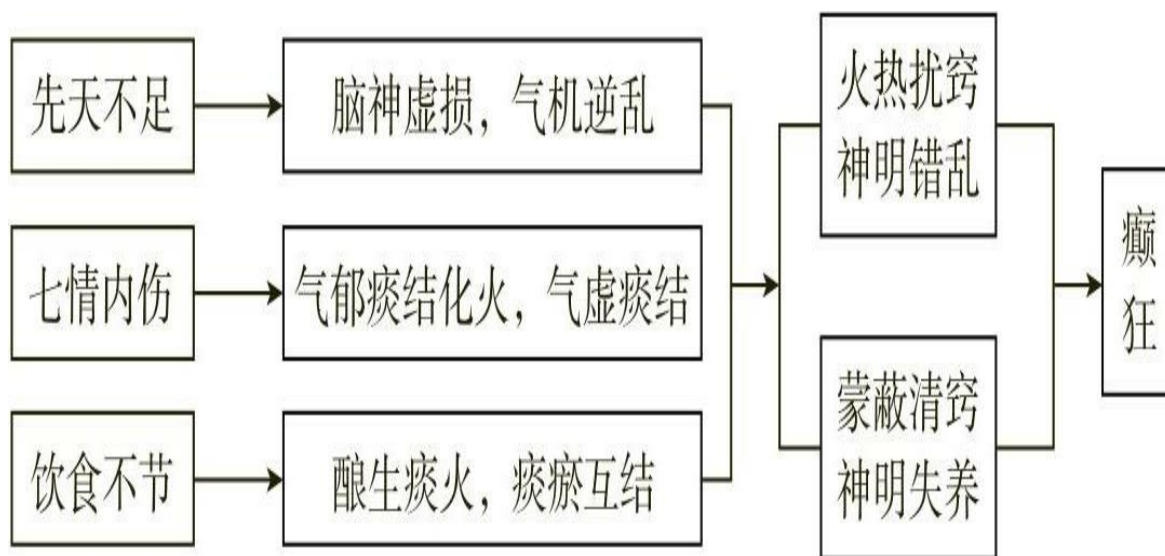 先天不足
脑神虚损，气机逆乱
七情内伤
气郁痰结化火，气虚痰结
饮食不节
酿生痰火，痰瘀互结
火热扰窍
神明错乱
蒙蔽清窍
神明失养
癫
狂